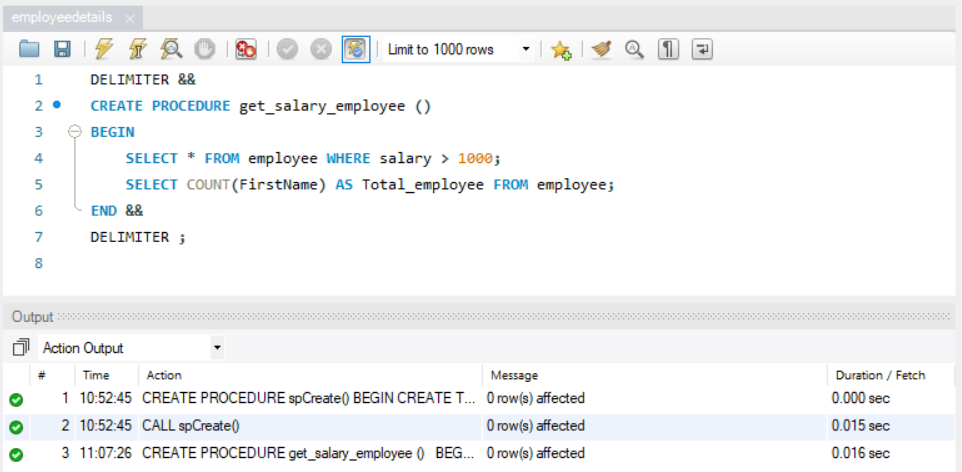 employeedetails
Limit to 1000 rows
1 DELIMITER &&
2 CREATE PROCEDURE get_salary_employee ()
3 BEGIN
4 SELECT * FROM employee WHERE salary > 1000;
5 SELECT COUNT(FirstName) AS Total_employee FROM employee;
6 END &&
7 DELIMITER ;
8
Output
Action Output
# Time Action Message Duration / Fetch
1 10:52:45 CREATE PROCEDURE spCreate() BEGIN CREATE T... 0 row(s) affected 0.000 sec
2 10:52:45 CALL spCreate() 0 row(s) affected 0.015 sec
3 11:07:26 CREATE PROCEDURE get_salary_employee () BEG... 0 row(s) affected 0.016 sec